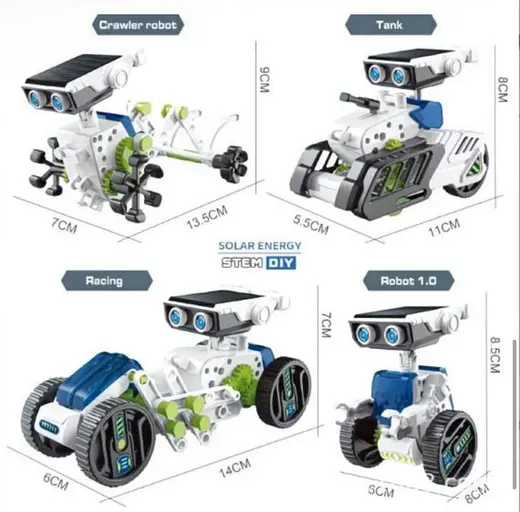 Crawler robot
Tank
9CM
8CM
7CM
13.5CM
5.5CM
11CM
SOLAR ENERGY
STEM DIY
Racing
Robot 1.0
7CM
8.5CM
6CM
14CM
8CM